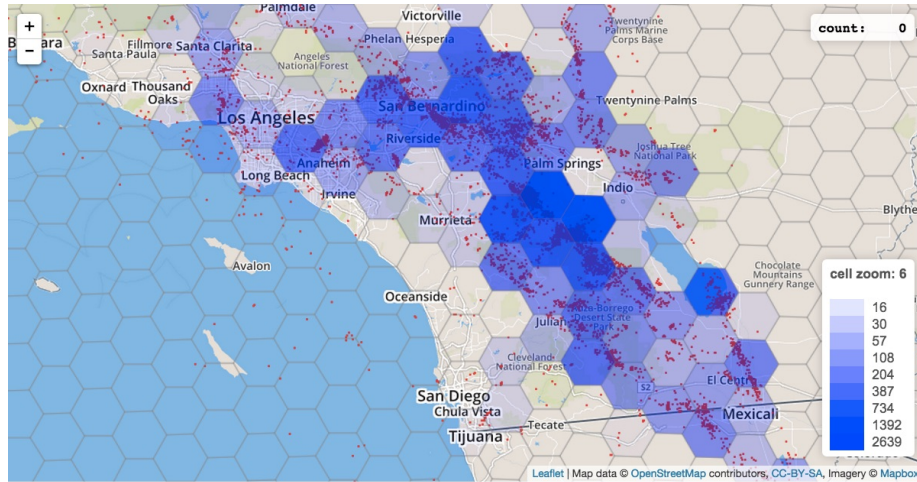 +
−
Palmdale
Victorville
Twentynine
Palms Marine
Corps Base
count: 0
Fillmore
Santa Paula
Santa Clarita
Phelan Hesperia
Angeles
National Forest
Oxnard
Thousand
Oaks
San Bernardino
Twentynine Palms
Los Angeles
Riverside
Anaheim
Joshua Tree
National Park
Long Beach
Palm Springs
Irvine
Indio
Murrieta
Blythe
Avalon
Chocolate
Mountains
Gunnery Range
Oceanside
Julian
Anza-Borrego
Desert State
Park
Cleveland
National Forest
San Diego
Chula Vista
S2
El Centro
Mexicali
Tecate
Tijuana
cell zoom: 6
16
30
57
108
204
387
734
1392
2639
Leaflet | Map data © OpenStreetMap contributors, CC-BY-SA, Imagery © Mapbox